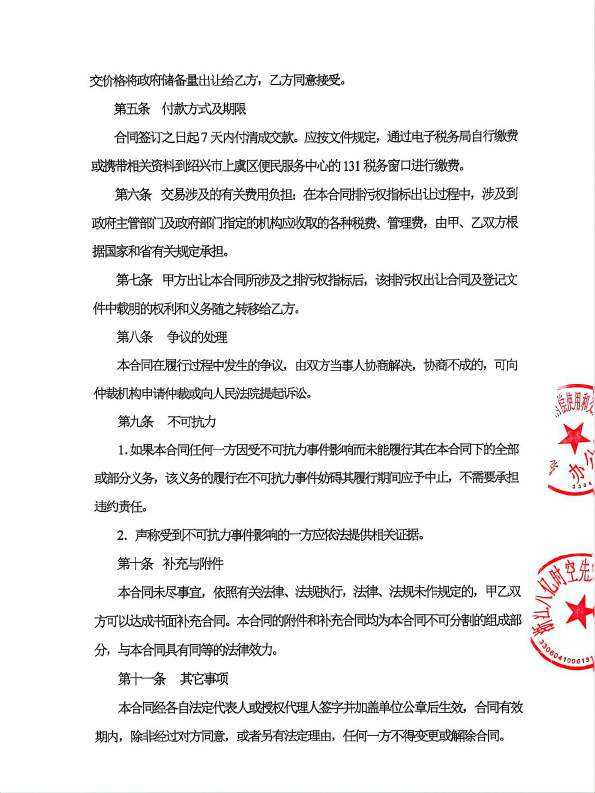 交价格将政府储备量出让给乙方，乙方同意接受。
第五条 付款方式及期限
合同签订之日起7天内付清成交款。应按文件规定，通过电子税务局自行缴费
或携带相关资料到绍兴市上虞区便民服务中心的131税务窗口进行缴费。
第六条 交易涉及的有关费用负担：在本合同排污权指标出让过程中，涉及到
政府主管部门及政府部门指定的机构应收取的各种税费、管理费，由甲、乙双方根
据国家和省有关规定承担。
第七条 甲方出让本合同所涉及之排污权指标后，该排污权出让合同及登记文
件中载明的权利和义务随之转移给乙方。
第八条 争议的处理
本合同在履行过程中发生的争议，由双方当事人协商解决，协商不成的，可向
仲裁机构申请仲裁或向人民法院提起诉讼。
第九条 不可抗力
1.如果本合同任何一方因受不可抗力事件影响而未能履行其在本合同下的全部
或部分义务，该义务的履行在不可抗力事件妨碍其履行期间应予中止，不需要承担
违约责任。
2．声称受到不可抗力事件影响的一方应依法提供相关证据。
第十条 补充与附件
本合同未尽事宜，依照有关法律、法规执行，法律、法规未作规定的，甲乙双
方可以达成书面补充合同。本合同的附件和补充合同均为本合同不可分割的组成部
分，与本合同具有同等的法律效力。
第十一条 其它事项
本合同经各自法定代表人或授权代理人签字并加盖单位公章后生效，合同有效
期内，除非经过对方同意，或者另有法定理由，任何一方不得变更或解除合同。
偿使用和交
办公
3306
浙江八亿时空先
3306041006131